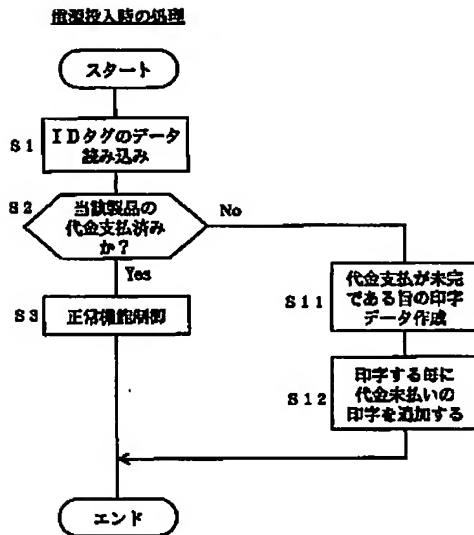 電源投入時の処理
スタート
S1
IDタグのデータ
読み込み
S2
当該製品の
代金支払済み
か?
No
Yes
S3
正常機能制御
S11
代金支払が未完
である旨の印字
データ作成
S12
印字する毎に
代金未払いの
印字を追加する
エンド